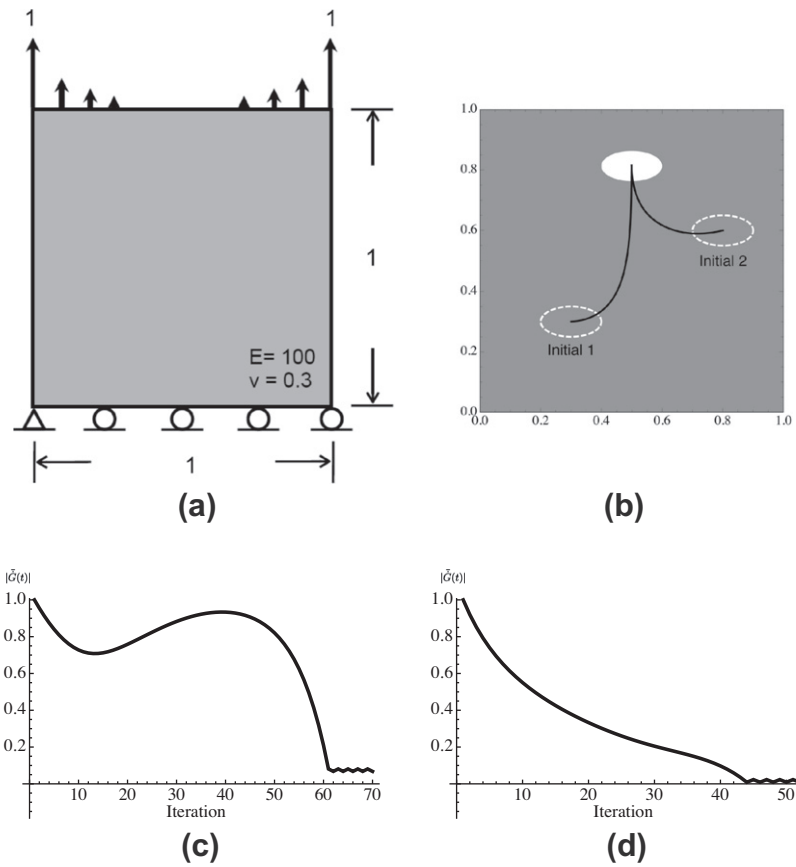 1 1
1
E= 100
v = 0.3
1
(a)
1.0
0.8
0.6
0.4
0.2
0.0
0.0 0.2 0.4 0.6 0.8 1.0
Initial 2
Initial 1
(b)
|G̃(t)|
1.0
0.8
0.6
0.4
0.2
10 20 30 40 50 60 70
Iteration
(c)
|G̃(t)|
1.0
0.8
0.6
0.4
0.2
10 20 30 40 50
Iteration
(d)